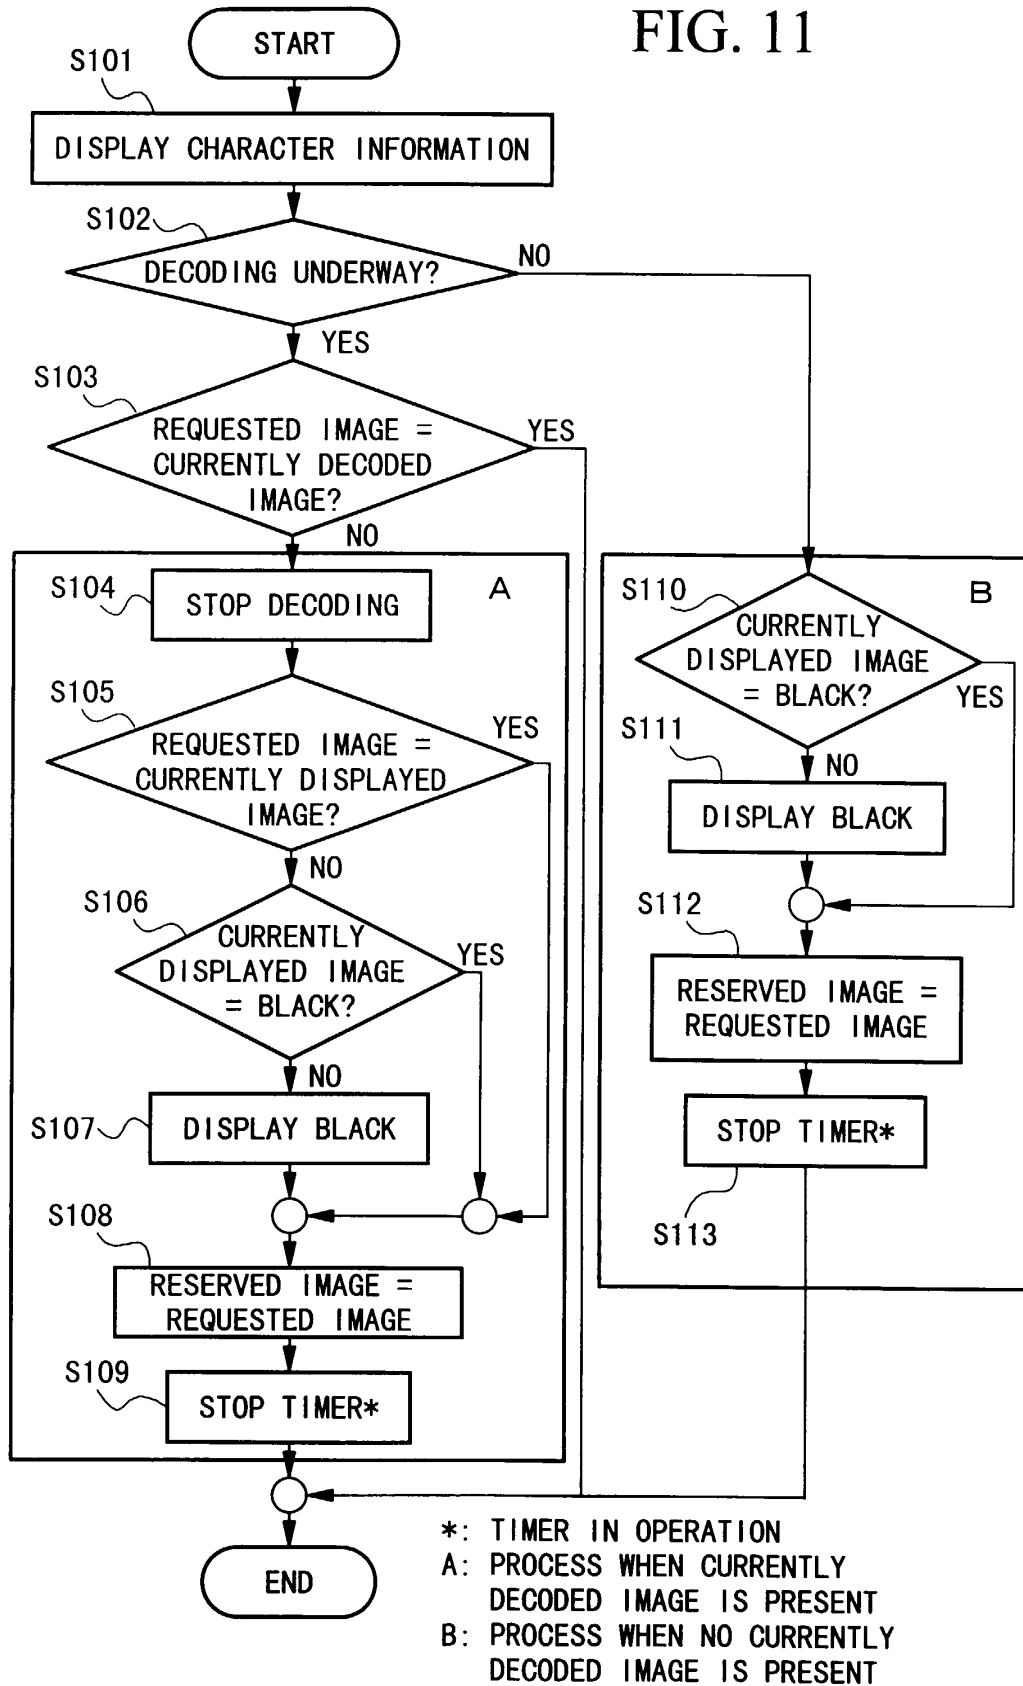 FIG. 11
START
S101
DISPLAY CHARACTER INFORMATION
S102
DECODING UNDERWAY?
NO
YES
S103
REQUESTED IMAGE =
CURRENTLY DECODED
IMAGE?
YES
NO
A
S104
STOP DECODING
S105
REQUESTED IMAGE =
CURRENTLY DISPLAYED
IMAGE?
YES
NO
S106
CURRENTLY
DISPLAYED IMAGE
= BLACK?
YES
NO
S107
DISPLAY BLACK
S108
RESERVED IMAGE =
REQUESTED IMAGE
S109
STOP TIMER*
B
S110
CURRENTLY
DISPLAYED IMAGE
= BLACK?
YES
S111
NO
DISPLAY BLACK
S112
RESERVED IMAGE =
REQUESTED IMAGE
STOP TIMER*
S113
END
*: TIMER IN OPERATION
A: PROCESS WHEN CURRENTLY
DECODED IMAGE IS PRESENT
B: PROCESS WHEN NO CURRENTLY
DECODED IMAGE IS PRESENT